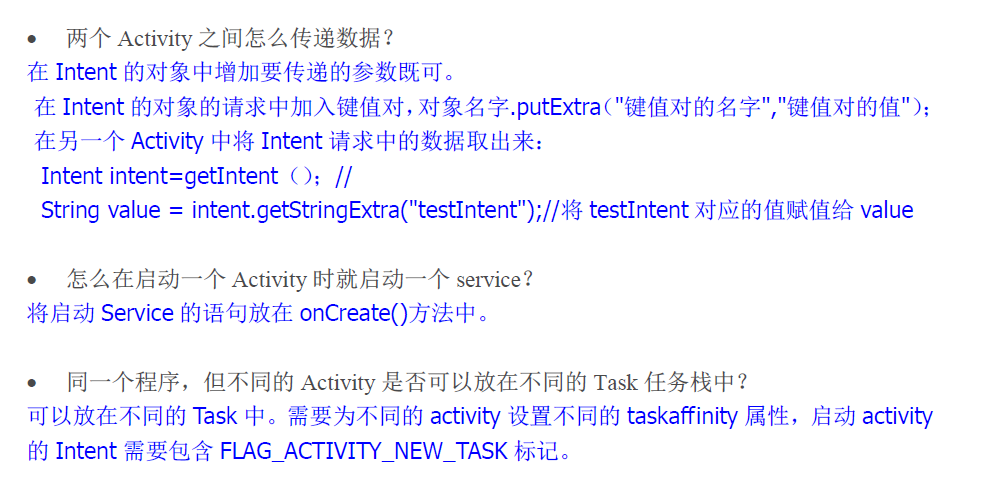 • 两个 Activity 之间怎么传递数据？
在 Intent 的对象中增加要传递的参数既可。
在 Intent 的对象的请求中加入键值对，对象名字.putExtra（"键值对的名字","键值对的值"）；
在另一个 Activity 中将 Intent 请求中的数据取出来：
Intent intent=getIntent（）；//
String value = intent.getStringExtra("testIntent");//将 testIntent 对应的值赋值给 value
• 怎么在启动一个 Activity 时就启动一个 service？
将启动 Service 的语句放在 onCreate()方法中。
• 同一个程序，但不同的 Activity 是否可以放在不同的 Task 任务栈中？
可以放在不同的 Task 中。需要为不同的 activity 设置不同的 taskaffinity 属性，启动 activity
的 Intent 需要包含 FLAG_ACTIVITY_NEW_TASK 标记。